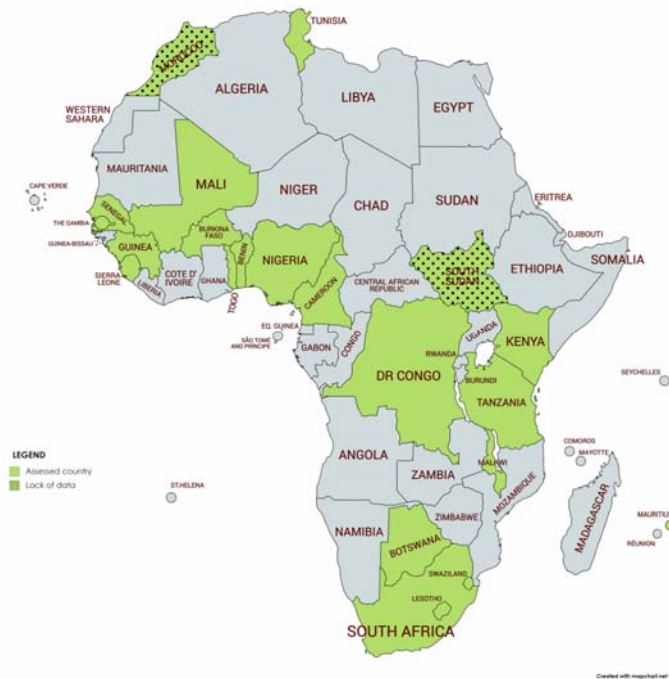 TUNISIA
MOROCCO
ALGERIA
LIBYA
EGYPT
WESTERN
SAHARA
MAURITANIA
MALI
NIGER
CHAD
SUDAN
ERITREA
CAPE VERDE
SENEGAL
THE GAMBIA
GUINEA-BISSAU
GUINEA
BURKINA
FASO
BENIN
NIGERIA
DJIBOUTI
SOMALIA
ETHIOPIA
SOUTH
SUDAN
SIERRA
LEONE
LIBERIA
COTE D'
IVOIRE
GHANA
TOGO
CAMEROON
CENTRAL AFRICAN
REPUBLIC
EQ. GUINEA
SÃO TOMÉ
AND PRINCIPE
GABON
CONGO
UGANDA
KENYA
RWANDA
DR CONGO
BURUNDI
TANZANIA
SEYCHELLES
LEGEND
Assessed country
Lack of data
ANGOLA
ZAMBIA
MALAWI
MOZAMBIQUE
COMOROS
MAYOTTE
ST.HELENA
MADAGASCAR
MAURITIU
RÉUNION
NAMIBIA
ZIMBABWE
BOTSWANA
SWAZILAND
LESOTHO
SOUTH AFRICA
Created with mapchart.net